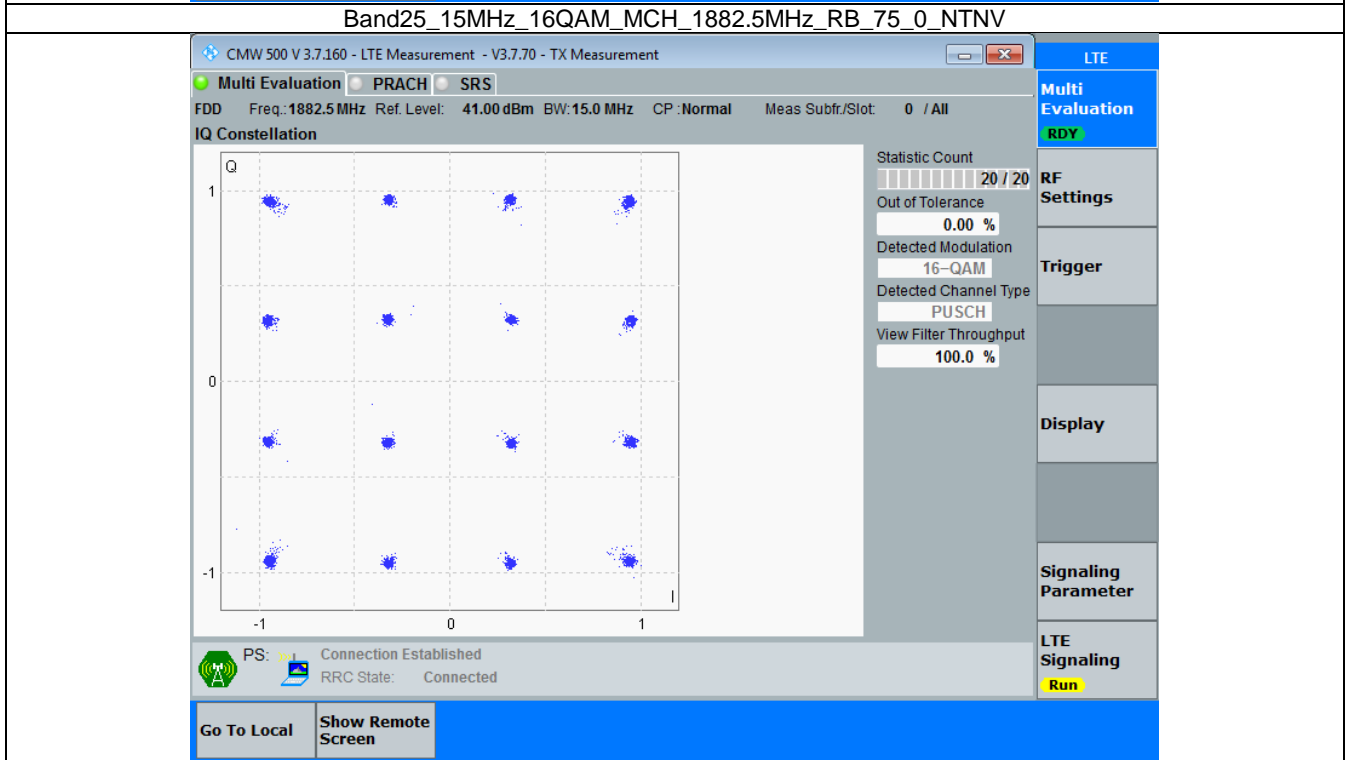 Band25_15MHz_16QAM_MCH_1882.5MHz_RB_75_0_NTNV
CMW 500 V 3.7.160 - LTE Measurement - V3.7.70 - TX Measurement
LTE
Multi Evaluation PRACH SRS
Multi
Evaluation
RDY
FDD Freq.:1882.5 MHz Ref. Level: 41.00 dBm BW:15.0 MHz CP :Normal Meas Subfr./Slot: 0 / All
IQ Constellation
Q
1
0
-1
I
-1 0 1
Statistic Count
20 / 20
Out of Tolerance
0.00 %
Detected Modulation
16-QAM
Detected Channel Type
PUSCH
View Filter Throughput
100.0 %
RF
Settings
Trigger
Display
Signaling
Parameter
LTE
Signaling
Run
PS: Connection Established
RRC State: Connected
Go To Local
Show Remote
Screen